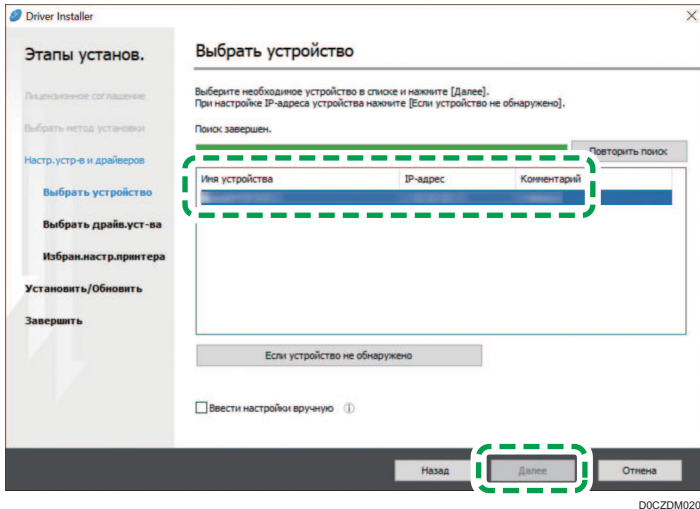 Driver Installer
Этапы установ.
Лицензионное соглашение
Выбрать метод установки
Настр.устр-в и драйверов
Выбрать устройство
Выбрать драйв.уст-ва
Избран.настр.принтера
Установить/Обновить
Завершить
Выбрать устройство
Выберите необходимое устройство в списке и нажмите [Далее].
При настройке IP-адреса устройства нажмите [Если устройство не обнаружено].
Поиск завершен.
Повторить поиск
Имя устройства IP-адрес Комментарий
Если устройство не обнаружено
Ввести настройки вручную
Назад Далее Отмена
D0CZDM020